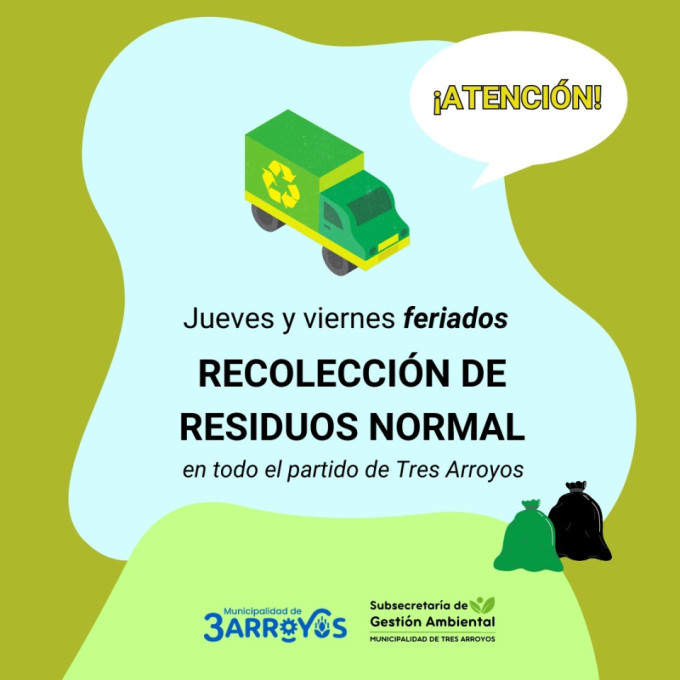 ¡ATENCIÓN!
Jueves y viernes feriados
RECOLECCIÓN DE
RESIDUOS NORMAL
en todo el partido de Tres Arroyos
Municipalidad de
3ARROYOS
Subsecretaría de
Gestión Ambiental
MUNICIPALIDAD DE TRES ARROYOS